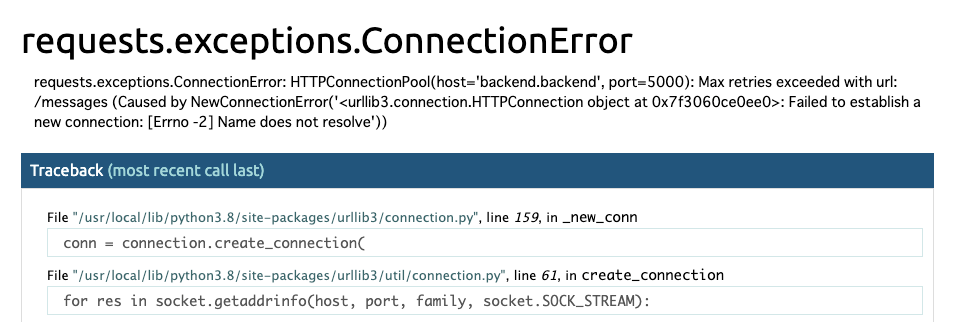 requests.exceptions.ConnectionError
requests.exceptions.ConnectionError: HTTPConnectionPool(host='backend.backend', port=5000): Max retries exceeded with url:
/messages (Caused by NewConnectionError('<urllib3.connection.HTTPConnection object at 0x7f3060ce0ee0>: Failed to establish a
new connection: [Errno -2] Name does not resolve'))
Traceback (most recent call last)
File "/usr/local/lib/python3.8/site-packages/urllib3/connection.py", line 159, in _new_conn
conn = connection.create_connection(
File "/usr/local/lib/python3.8/site-packages/urllib3/util/connection.py", line 61, in create_connection
for res in socket.getaddrinfo(host, port, family, socket.SOCK_STREAM):